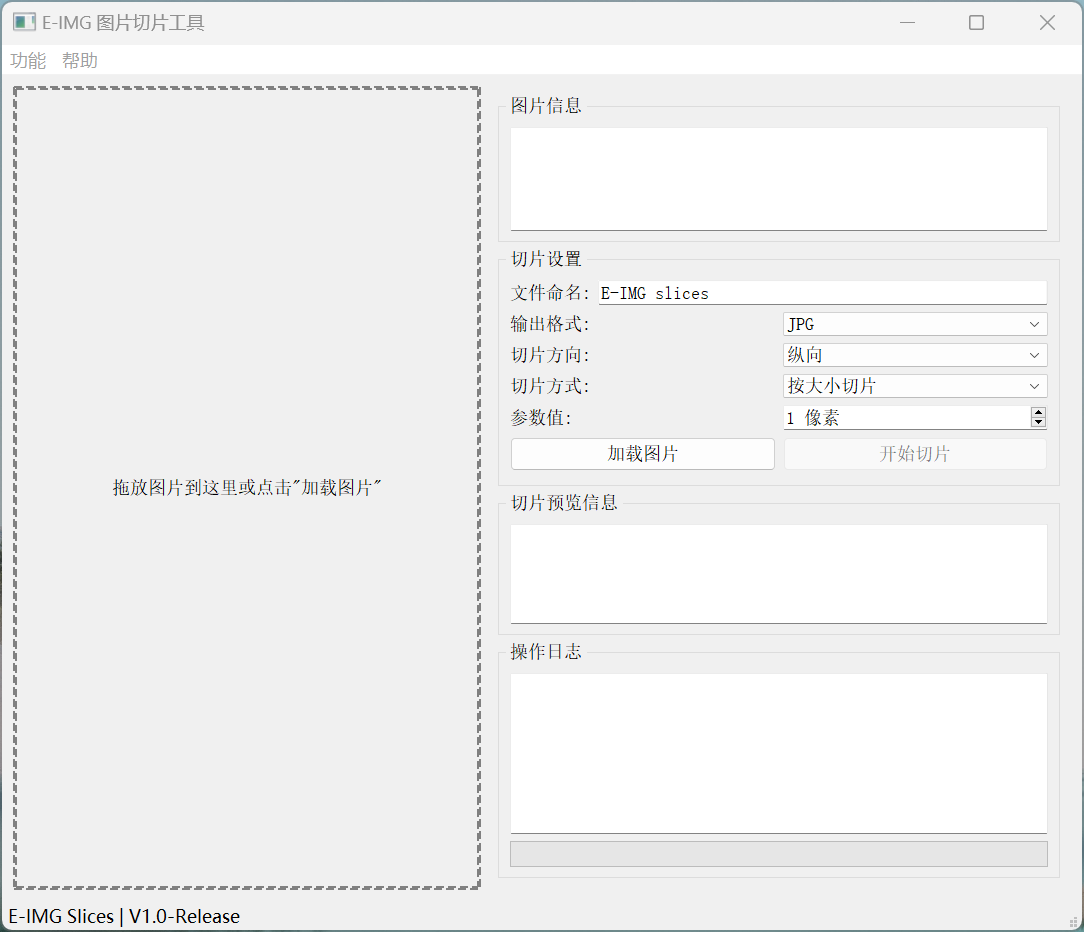 E-IMG 图片切片工具
功能 帮助
拖放图片到这里或点击"加载图片"
图片信息
切片设置
文件命名: E-IMG slices
输出格式: JPG
切片方向: 纵向
切片方式: 按大小切片
参数值: 1 像素
加载图片 开始切片
切片预览信息
操作日志
E-IMG Slices | V1.0-Release